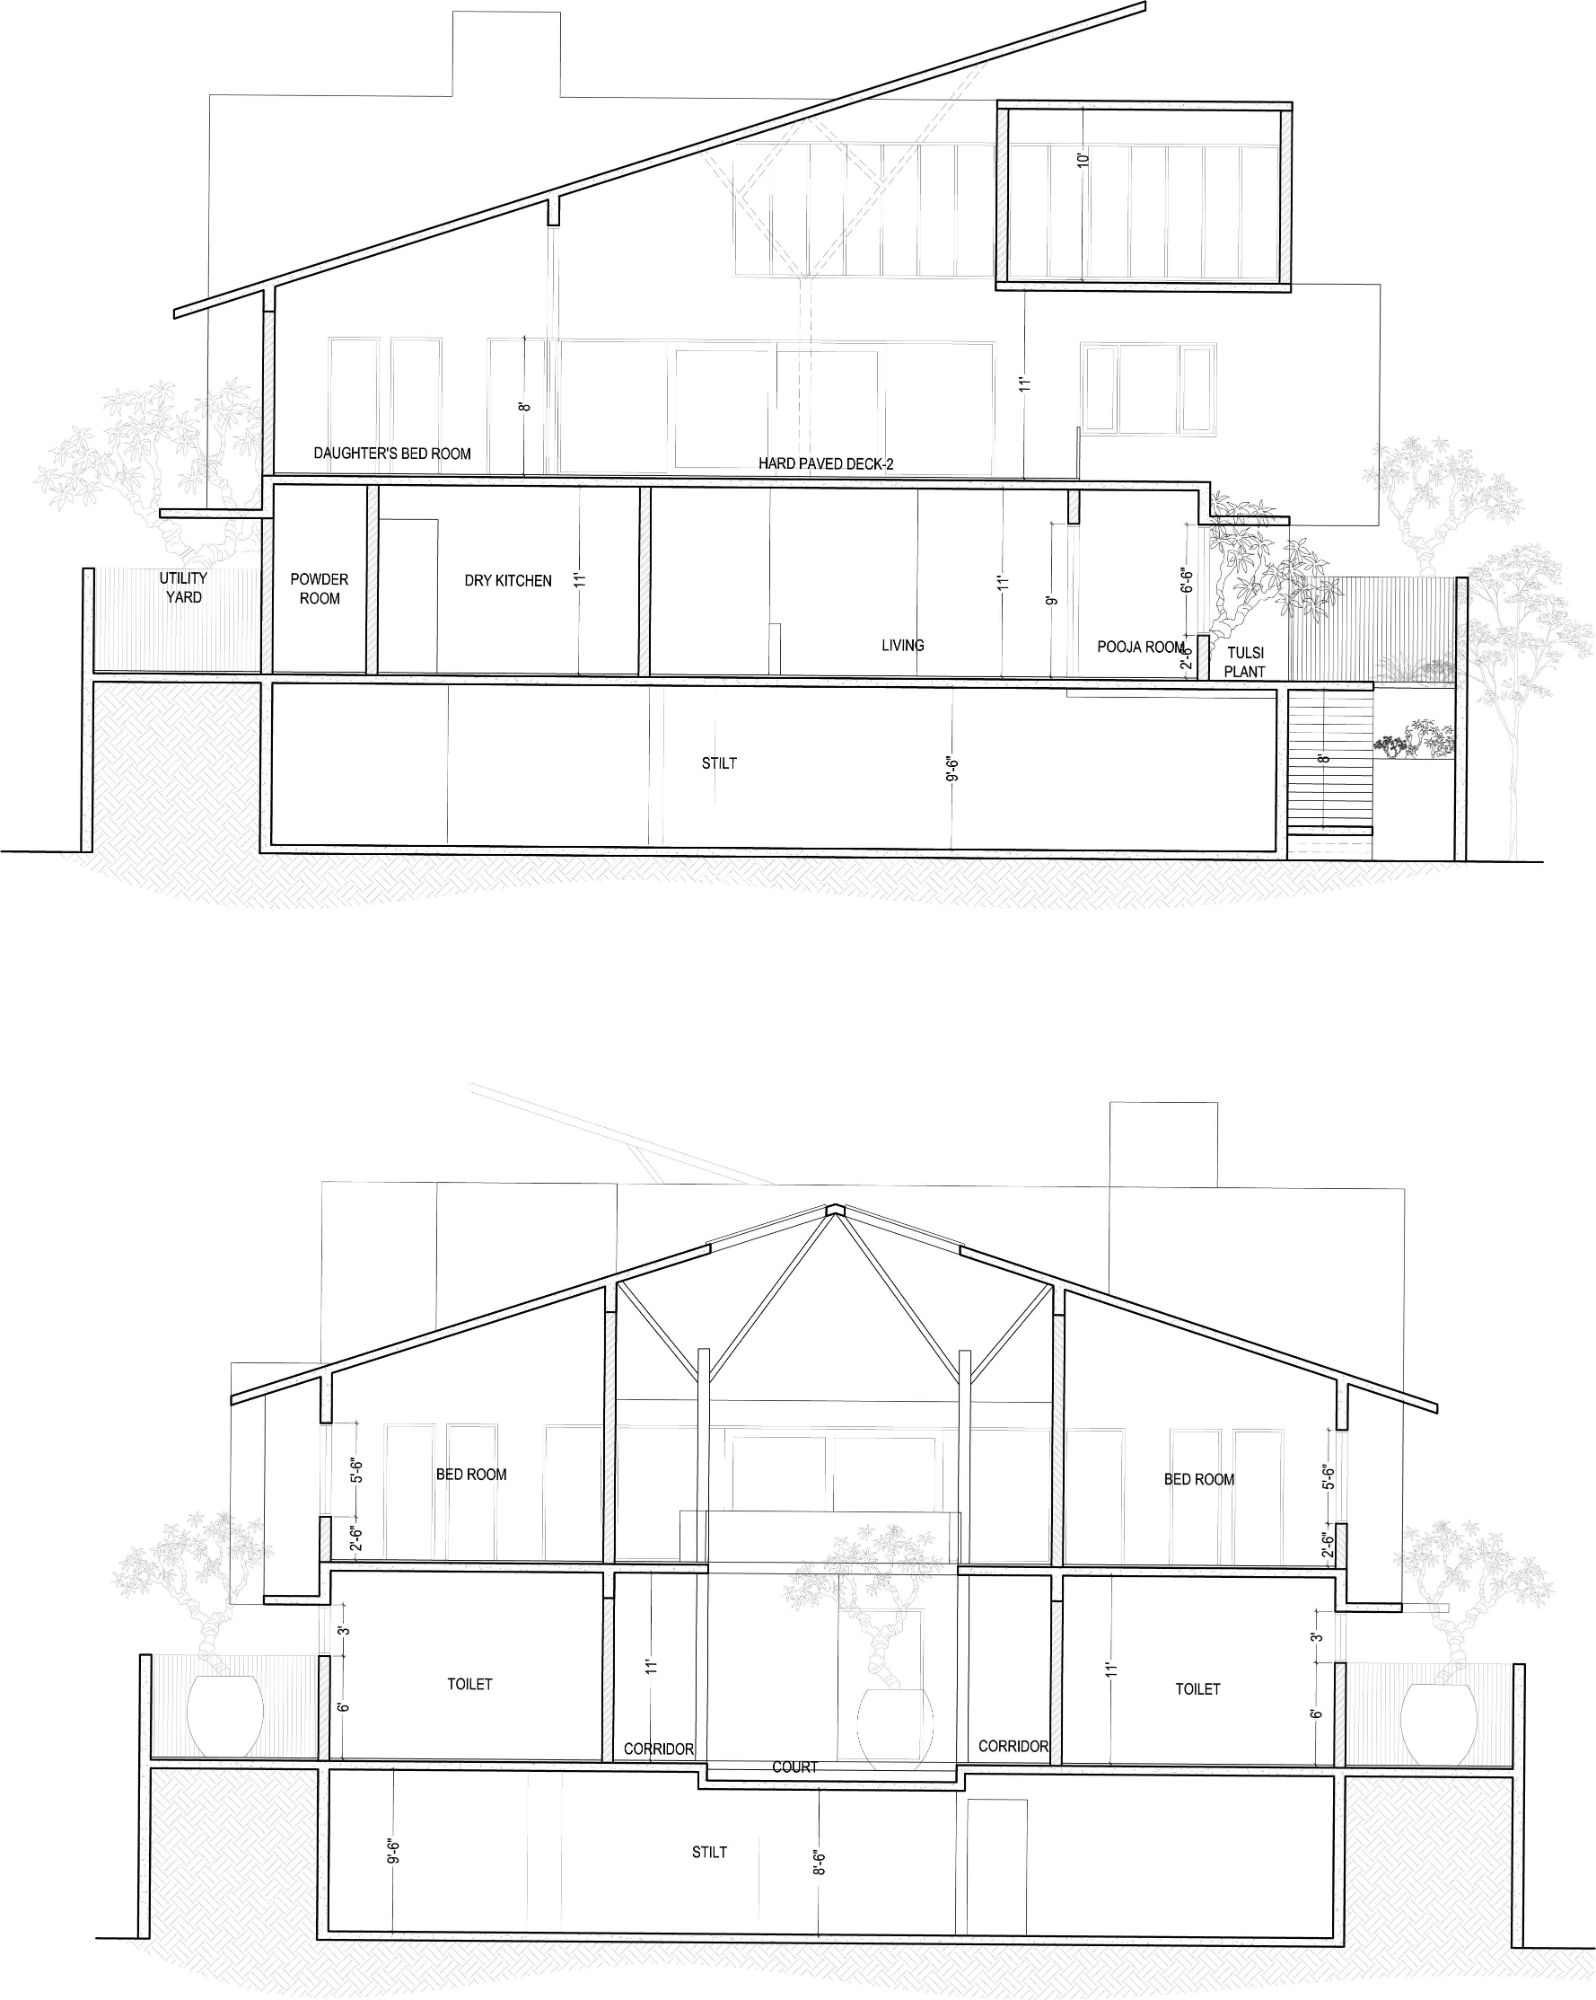 10'
11'
8'
DAUGHTER'S BED ROOM
HARD PAVED DECK-2
UTILITY
YARD
POWDER
ROOM
DRY KITCHEN
11'
LIVING
11'
9'
POOJA ROOM
6'-6"
2'-6"
TULSI
PLANT
STILT
9'-6"
8'
5'-6"
2'-6"
BED ROOM
BED ROOM
5'-6"
2'-6"
3'
6'
TOILET
11'
CORRIDOR
COURT
CORRIDOR
11'
TOILET
3'
6'
9'-6"
STILT
8'-6"